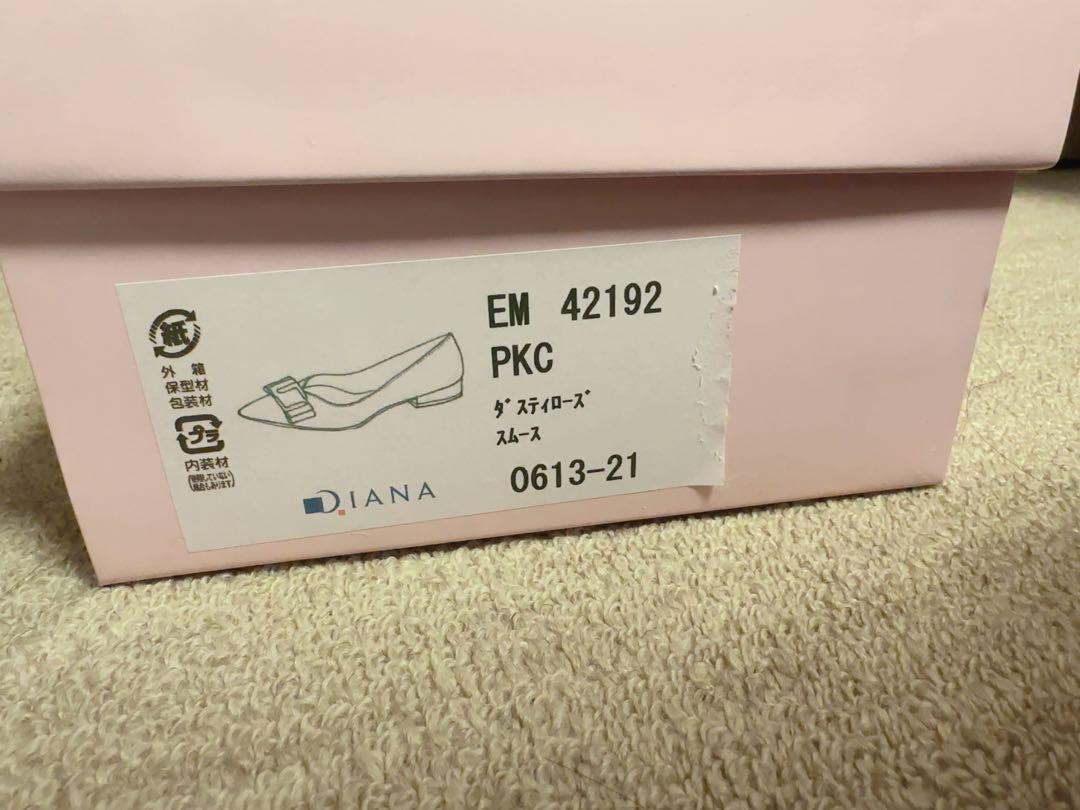 紙
外 箱
保型材
包装材
プラ
内装材
EM 42192
PKC
ﾀﾞｽﾃｨﾛｰｽﾞ
ｽﾑｰｽ
0613-21
DIANA